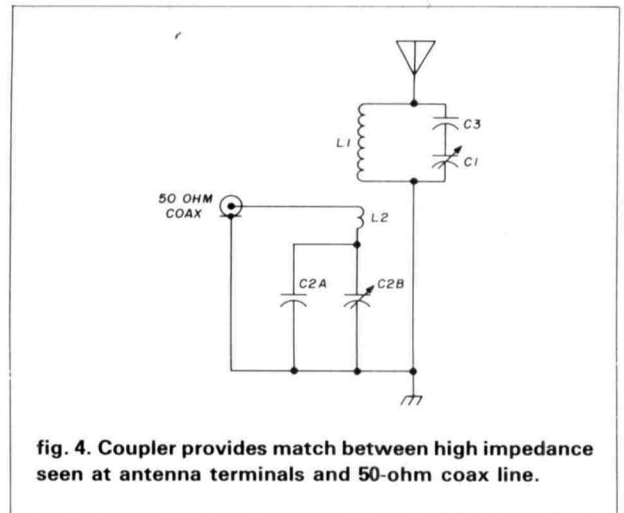 L1
C3
C1
50 OHM
COAX
L2
C2A
C2B
fig. 4. Coupler provides match between high impedance
seen at antenna terminals and 50-ohm coax line.